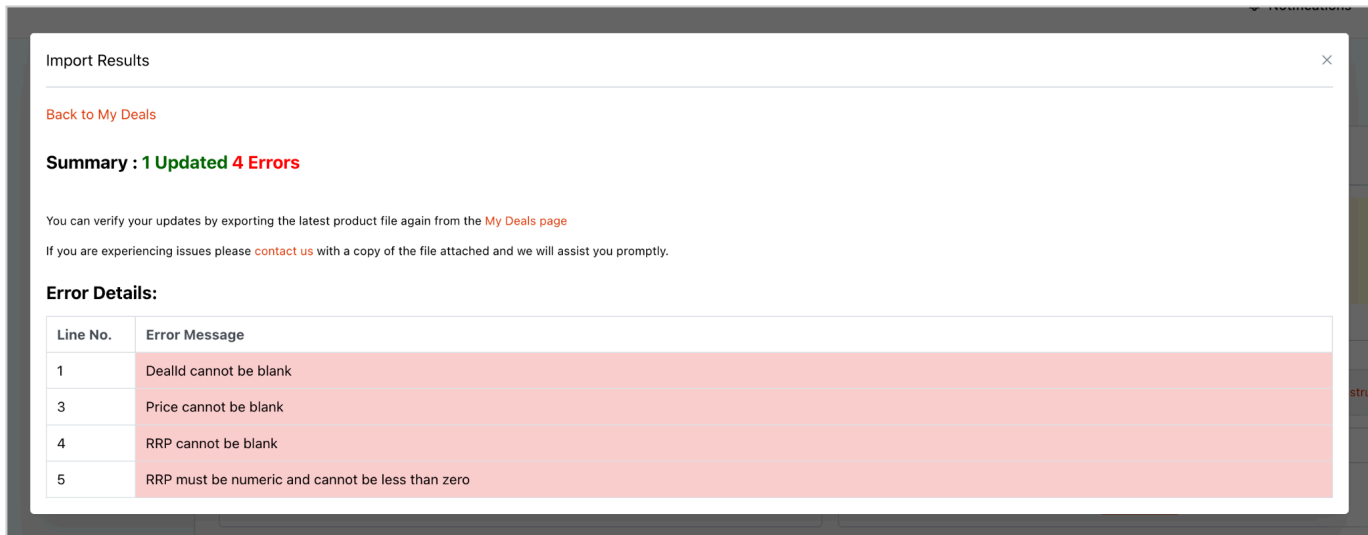 Notifications
Import Results
Back to My Deals
Summary : 1 Updated 4 Errors
You can verify your updates by exporting the latest product file again from the My Deals page
If you are experiencing issues please contact us with a copy of the file attached and we will assist you promptly.
Error Details:
Line No. Error Message
1 DealId cannot be blank
3 Price cannot be blank
4 RRP cannot be blank
5 RRP must be numeric and cannot be less than zero